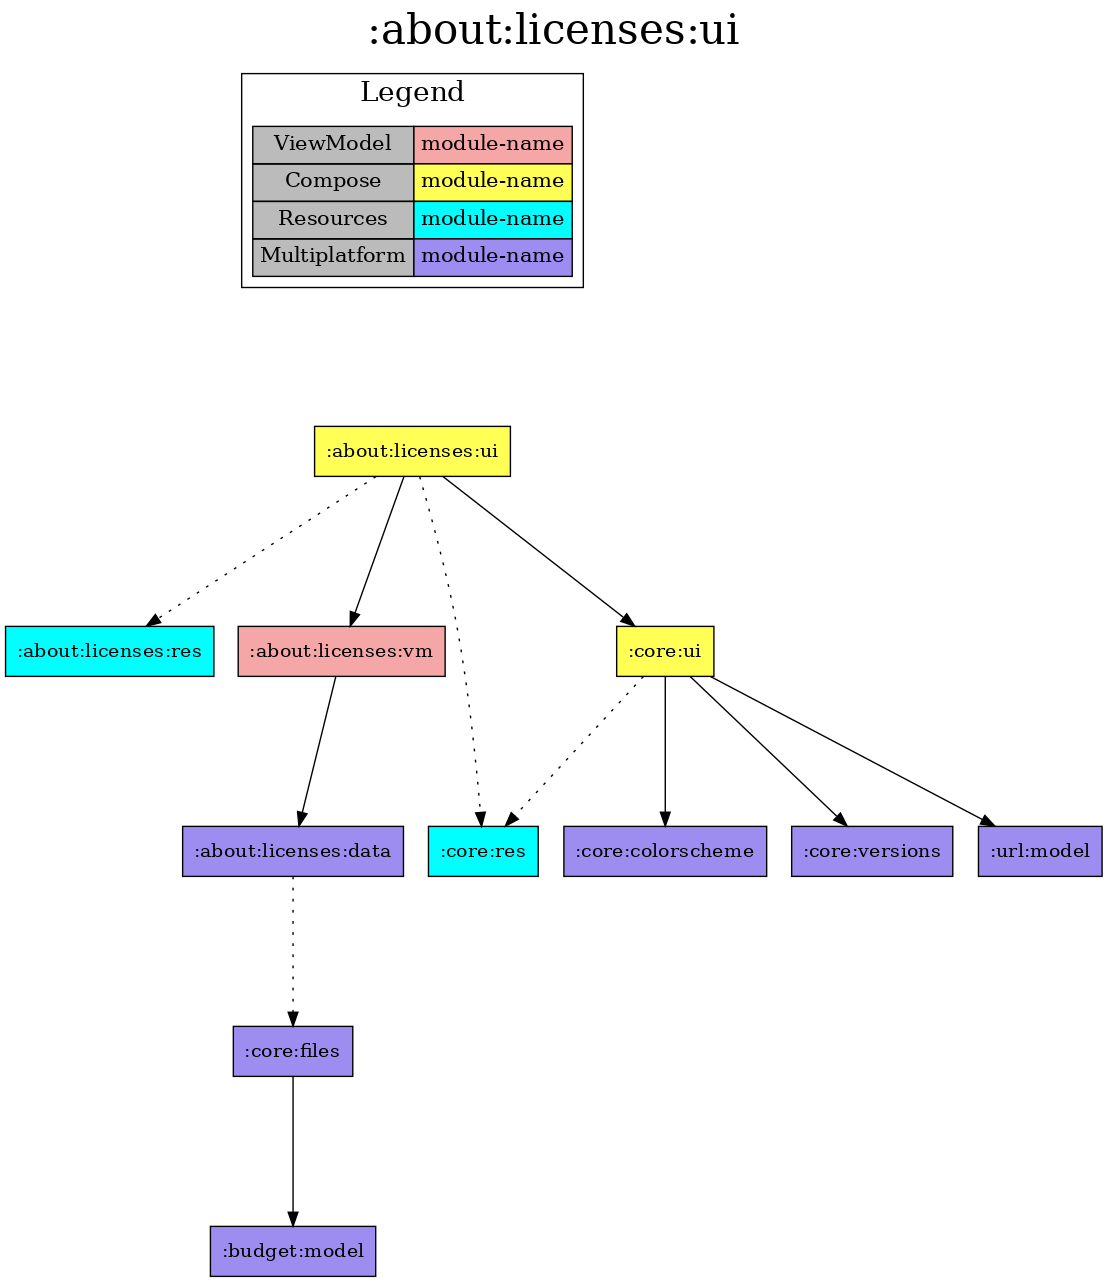 :about:licenses:ui
Legend
ViewModel module-name
Compose module-name
Resources module-name
Multiplatform module-name
:about:licenses:ui
:about:licenses:res
:about:licenses:vm
:core:ui
:about:licenses:data
:core:res
:core:colorscheme
:core:versions
:url:model
:core:files
:budget:model